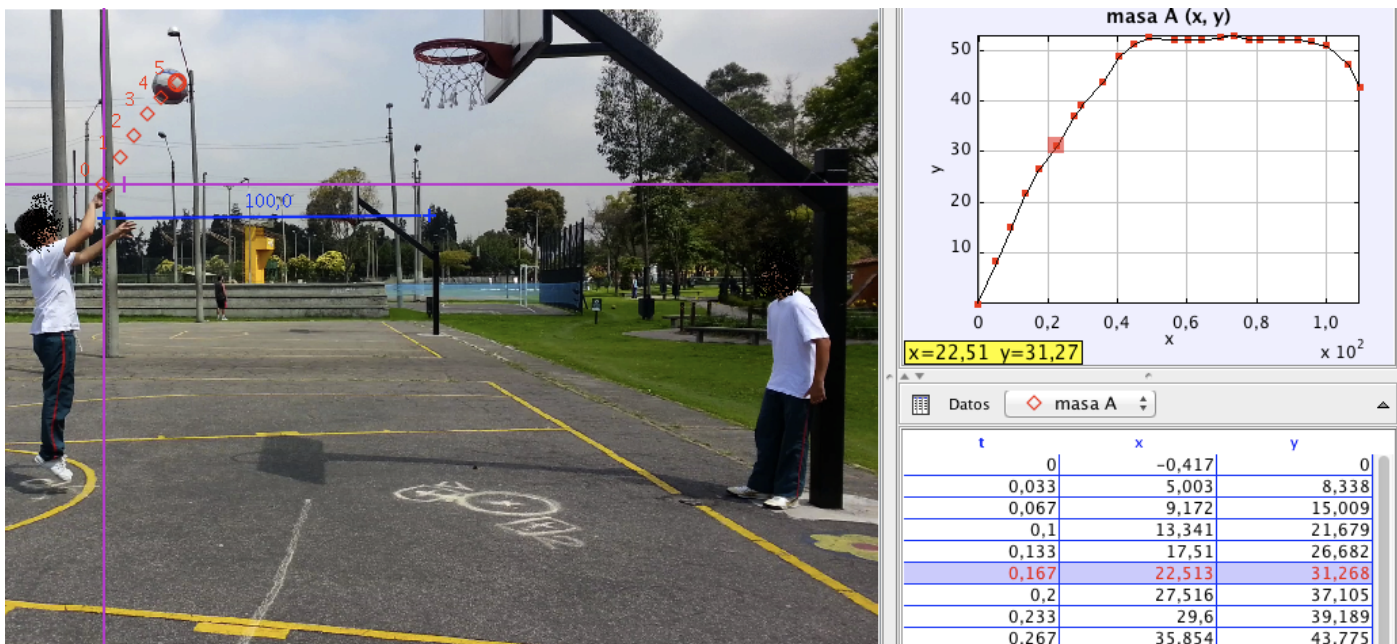 5
4
3
2
1
0
100,0
masa A (x, y)
50
40
30
20
10
y
0 0,2 0,4 0,6 0,8 1,0
x
x 10²
x=22,51 y=31,27
Datos masa A
t x y
0 −0,417 0
0,033 5,003 8,338
0,067 9,172 15,009
0,1 13,341 21,679
0,133 17,51 26,682
0,167 22,513 31,268
0,2 27,516 37,105
0,233 29,6 39,189
0,267 35,854 43,775